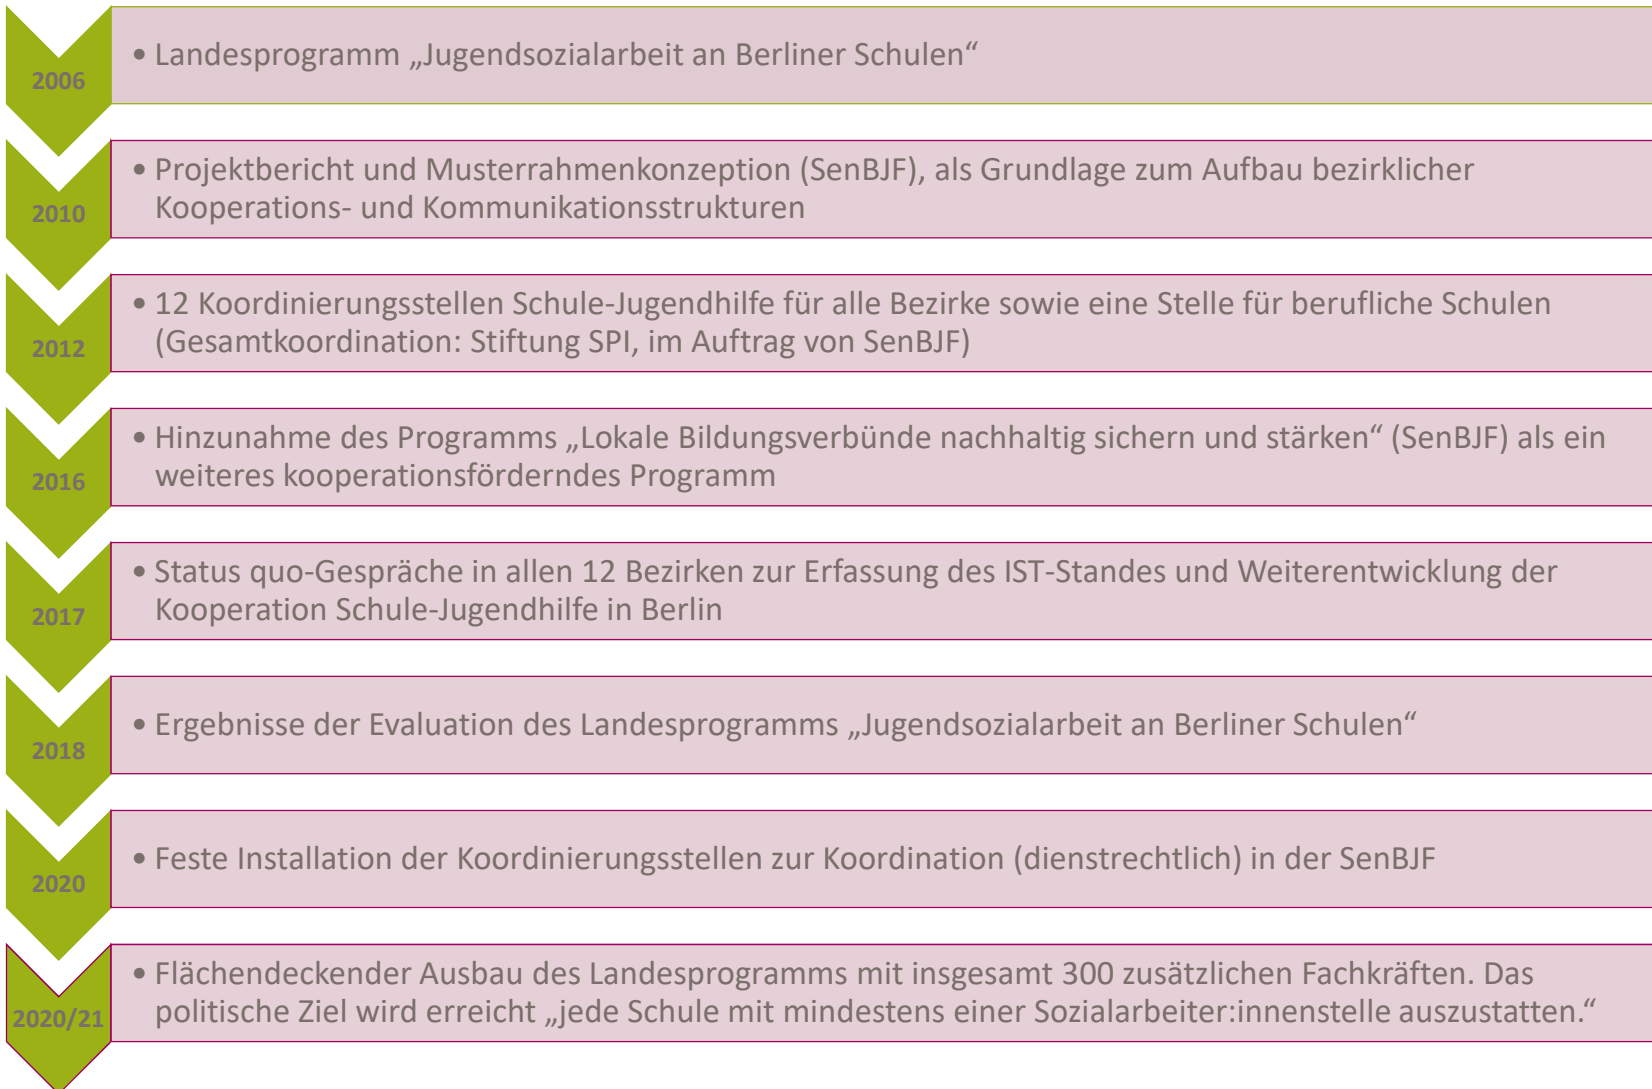 2006
• Landesprogramm „Jugendsozialarbeit an Berliner Schulen“
2010
• Projektbericht und Musterrahmenkonzeption (SenBJF), als Grundlage zum Aufbau bezirklicher
Kooperations- und Kommunikationsstrukturen
2012
• 12 Koordinierungsstellen Schule-Jugendhilfe für alle Bezirke sowie eine Stelle für berufliche Schulen
(Gesamtkoordination: Stiftung SPI, im Auftrag von SenBJF)
2016
• Hinzunahme des Programms „Lokale Bildungsverbünde nachhaltig sichern und stärken“ (SenBJF) als ein
weiteres kooperationsförderndes Programm
2017
• Status quo-Gespräche in allen 12 Bezirken zur Erfassung des IST-Standes und Weiterentwicklung der
Kooperation Schule-Jugendhilfe in Berlin
2018
• Ergebnisse der Evaluation des Landesprogramms „Jugendsozialarbeit an Berliner Schulen“
2020
• Feste Installation der Koordinierungsstellen zur Koordination (dienstrechtlich) in der SenBJF
2020/21
• Flächendeckender Ausbau des Landesprogramms mit insgesamt 300 zusätzlichen Fachkräften. Das
politische Ziel wird erreicht „jede Schule mit mindestens einer Sozialarbeiter:innenstelle auszustatten.“